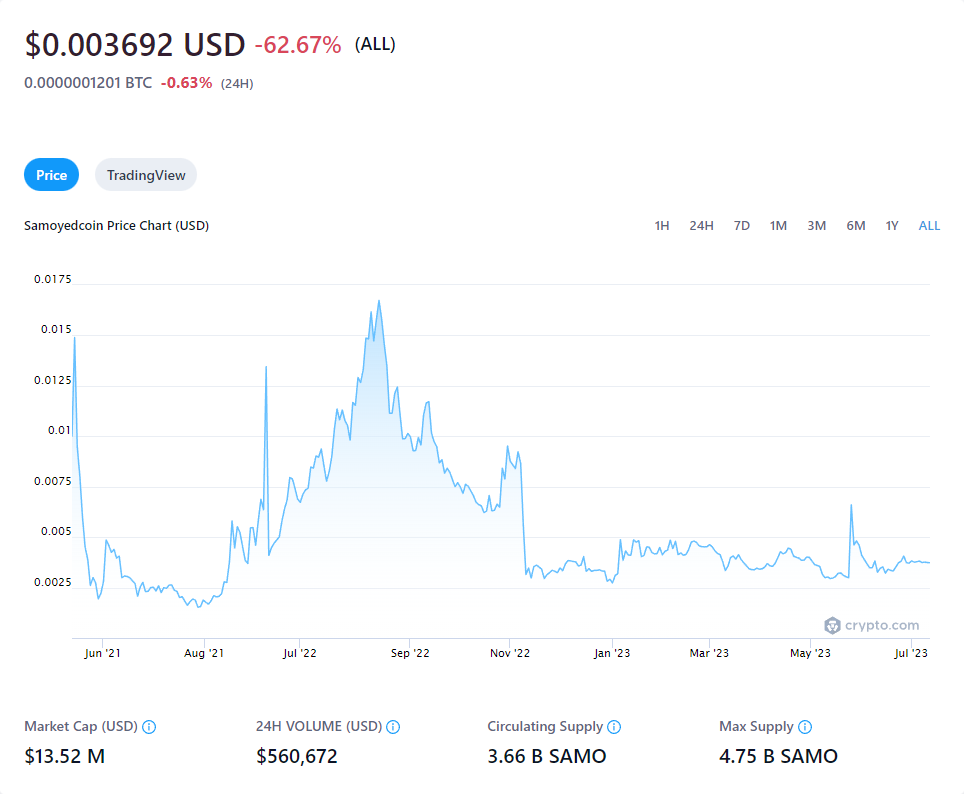 $0.003692 USD -62.67% (ALL)
0.0000001201 BTC -0.63% (24H)
Price TradingView
Samoyedcoin Price Chart (USD) 1H 24H 7D 1M 3M 6M 1Y ALL
0.0175
0.015
0.0125
0.01
0.0075
0.005
0.0025
crypto.com
Jun '21 Aug '21 Jul '22 Sep '22 Nov '22 Jan '23 Mar '23 May '23 Jul '23
Market Cap (USD) 24H VOLUME (USD) Circulating Supply Max Supply
$13.52 M $560,672 3.66 B SAMO 4.75 B SAMO